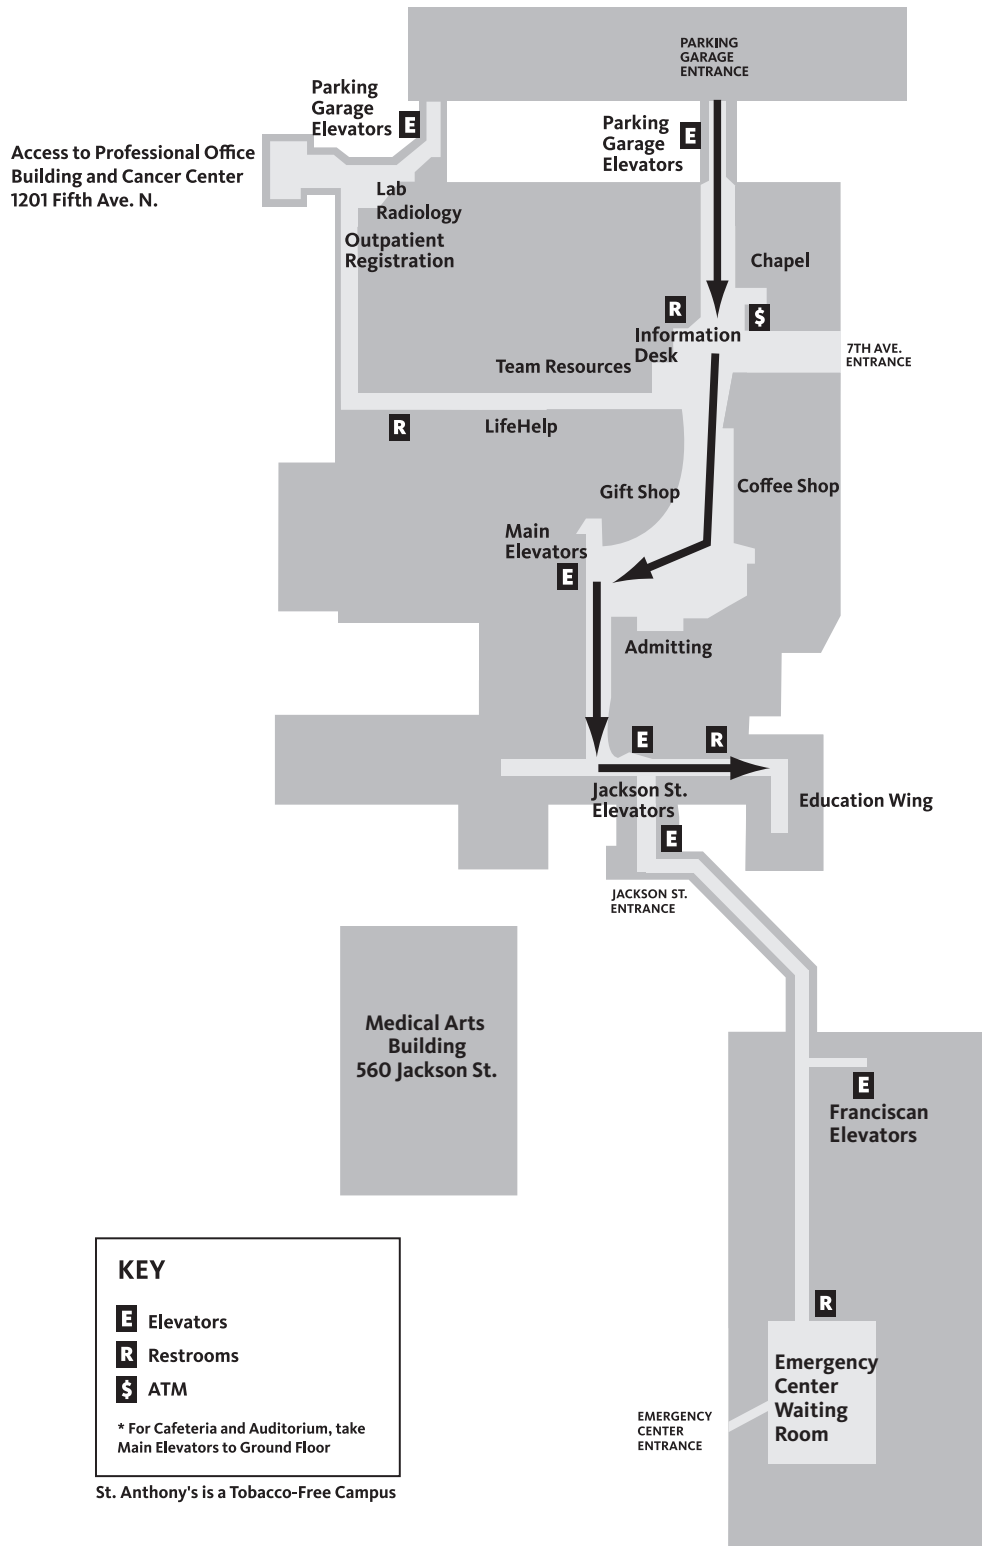 PARKING
GARAGE
ENTRANCE
Parking
Garage
Elevators
E
Parking
Garage
Elevators
E
Access to Professional Office
Building and Cancer Center
1201 Fifth Ave. N.
Lab
Radiology
Outpatient
Registration
Chapel
R
$
Information
Desk
7TH AVE.
ENTRANCE
Team Resources
R
LifeHelp
Gift Shop
Coffee Shop
Main
Elevators
E
Admitting
E
R
Jackson St.
Elevators
Education Wing
E
JACKSON ST.
ENTRANCE
Medical Arts
Building
560 Jackson St.
E
Franciscan
Elevators
R
Emergency
Center
Waiting
Room
EMERGENCY
CENTER
ENTRANCE
KEY
E Elevators
R Restrooms
$ ATM
* For Cafeteria and Auditorium, take
Main Elevators to Ground Floor
St. Anthony's is a Tobacco-Free Campus